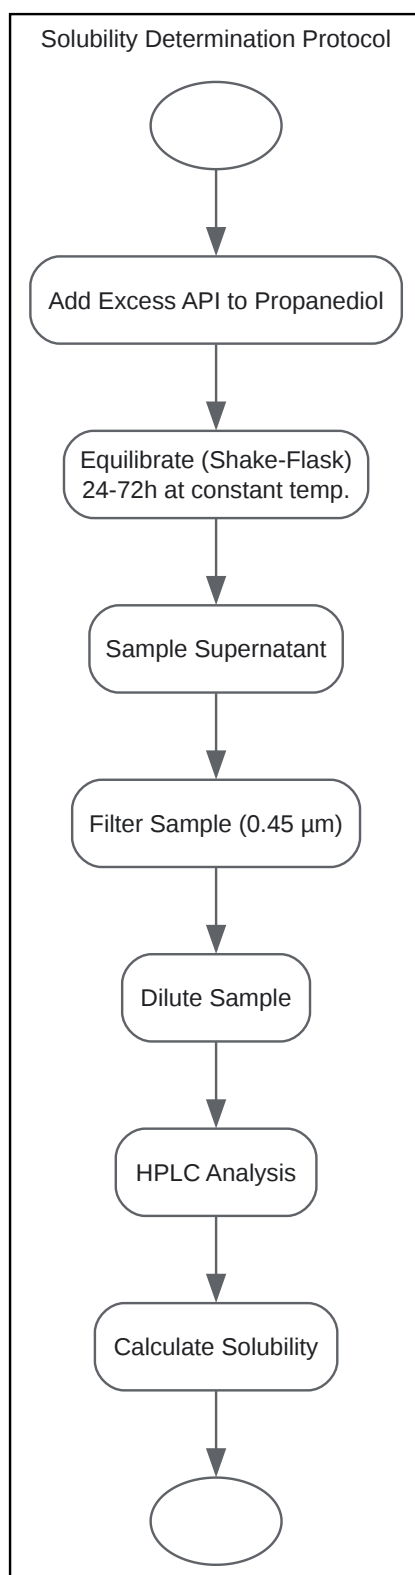 Solubility Determination Protocol
Add Excess API to Propanediol
Equilibrate (Shake-Flask)
24-72h at constant temp.
Sample Supernatant
Filter Sample (0.45 µm)
Dilute Sample
HPLC Analysis
Calculate Solubility